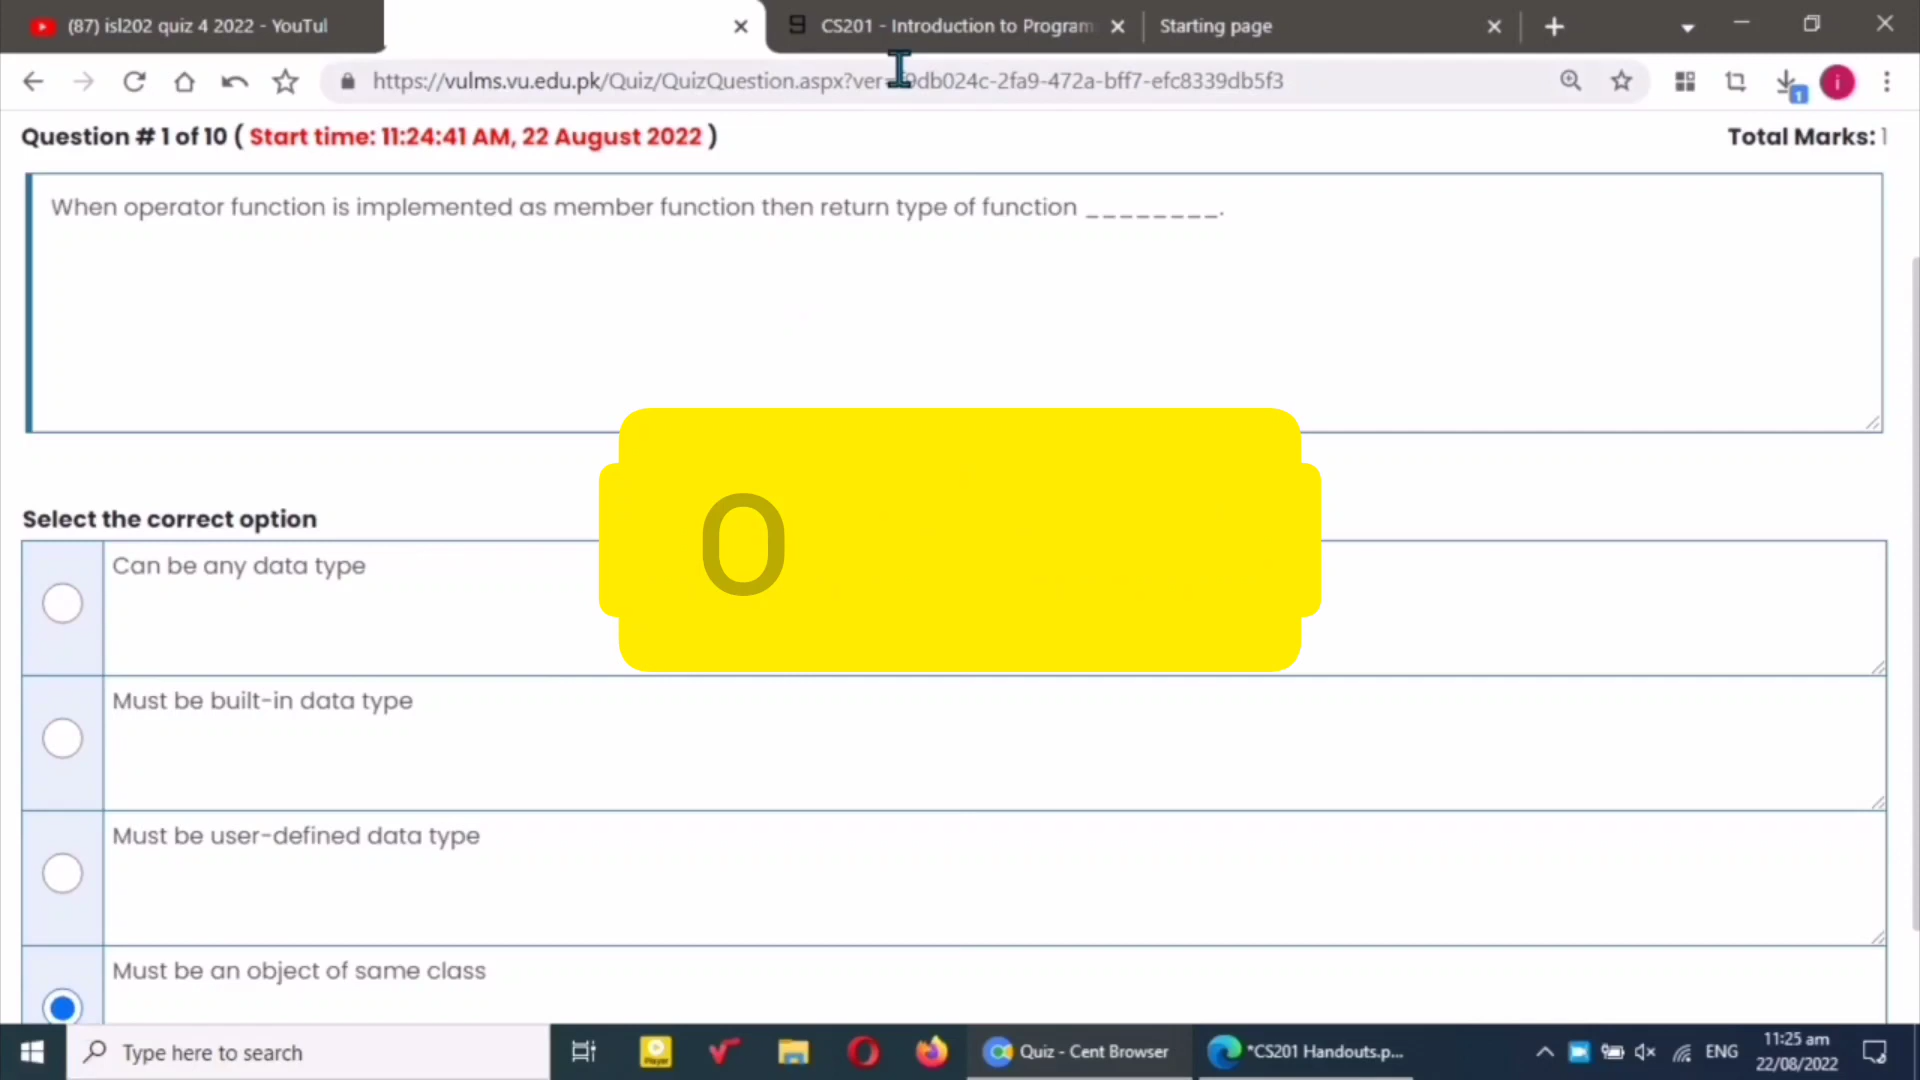 (87) isl202 quiz 4 2022 - YouTul
CS201 - Introduction to Program
Starting page
https://vulms.vu.edu.pk/Quiz/QuizQuestion.aspx?ver= 9db024c-2fa9-472a-bff7-efc8339db5f3
1
i
Question # 1 of 10 ( Start time: 11:24:41 AM, 22 August 2022 )
Total Marks: 1
When operator function is implemented as member function then return type of function ________.
O
Select the correct option
Can be any data type
Must be built-in data type
Must be user-defined data type
Must be an object of same class
Type here to search
Player
Quiz - Cent Browser
*CS201 Handouts.p...
ENG
11:25 am
22/08/2022